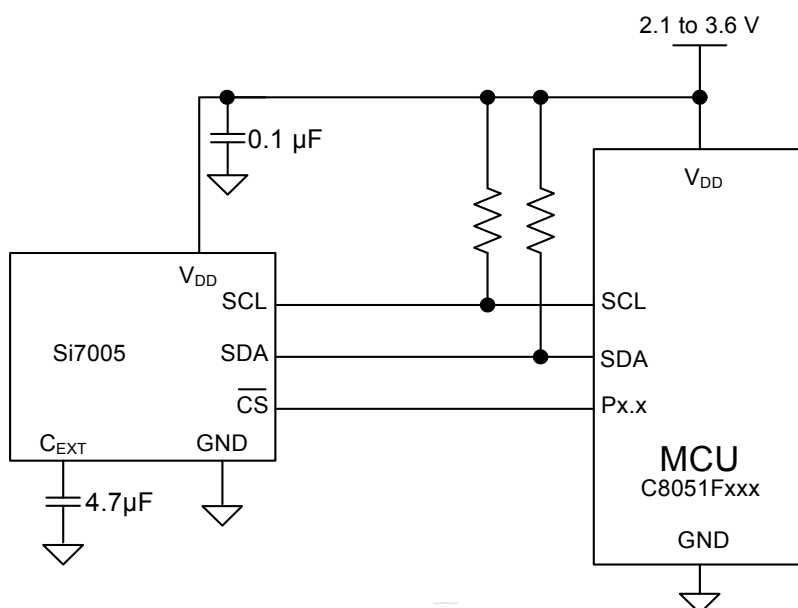 2.1 to 3.6 V
0.1 µF
VDD
VDD
SCL
SCL
Si7005
SDA
SDA
CS
Px.x
CEXT
GND
MCU
C8051Fxxx
4.7µF
GND